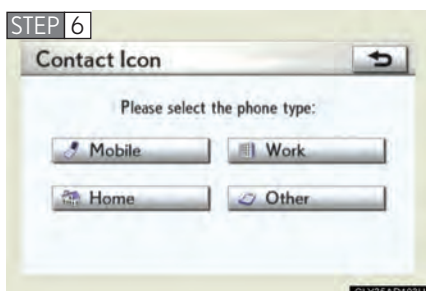 STEP 6
Contact Icon
Please select the phone type:
Mobile
Work
Home
Other